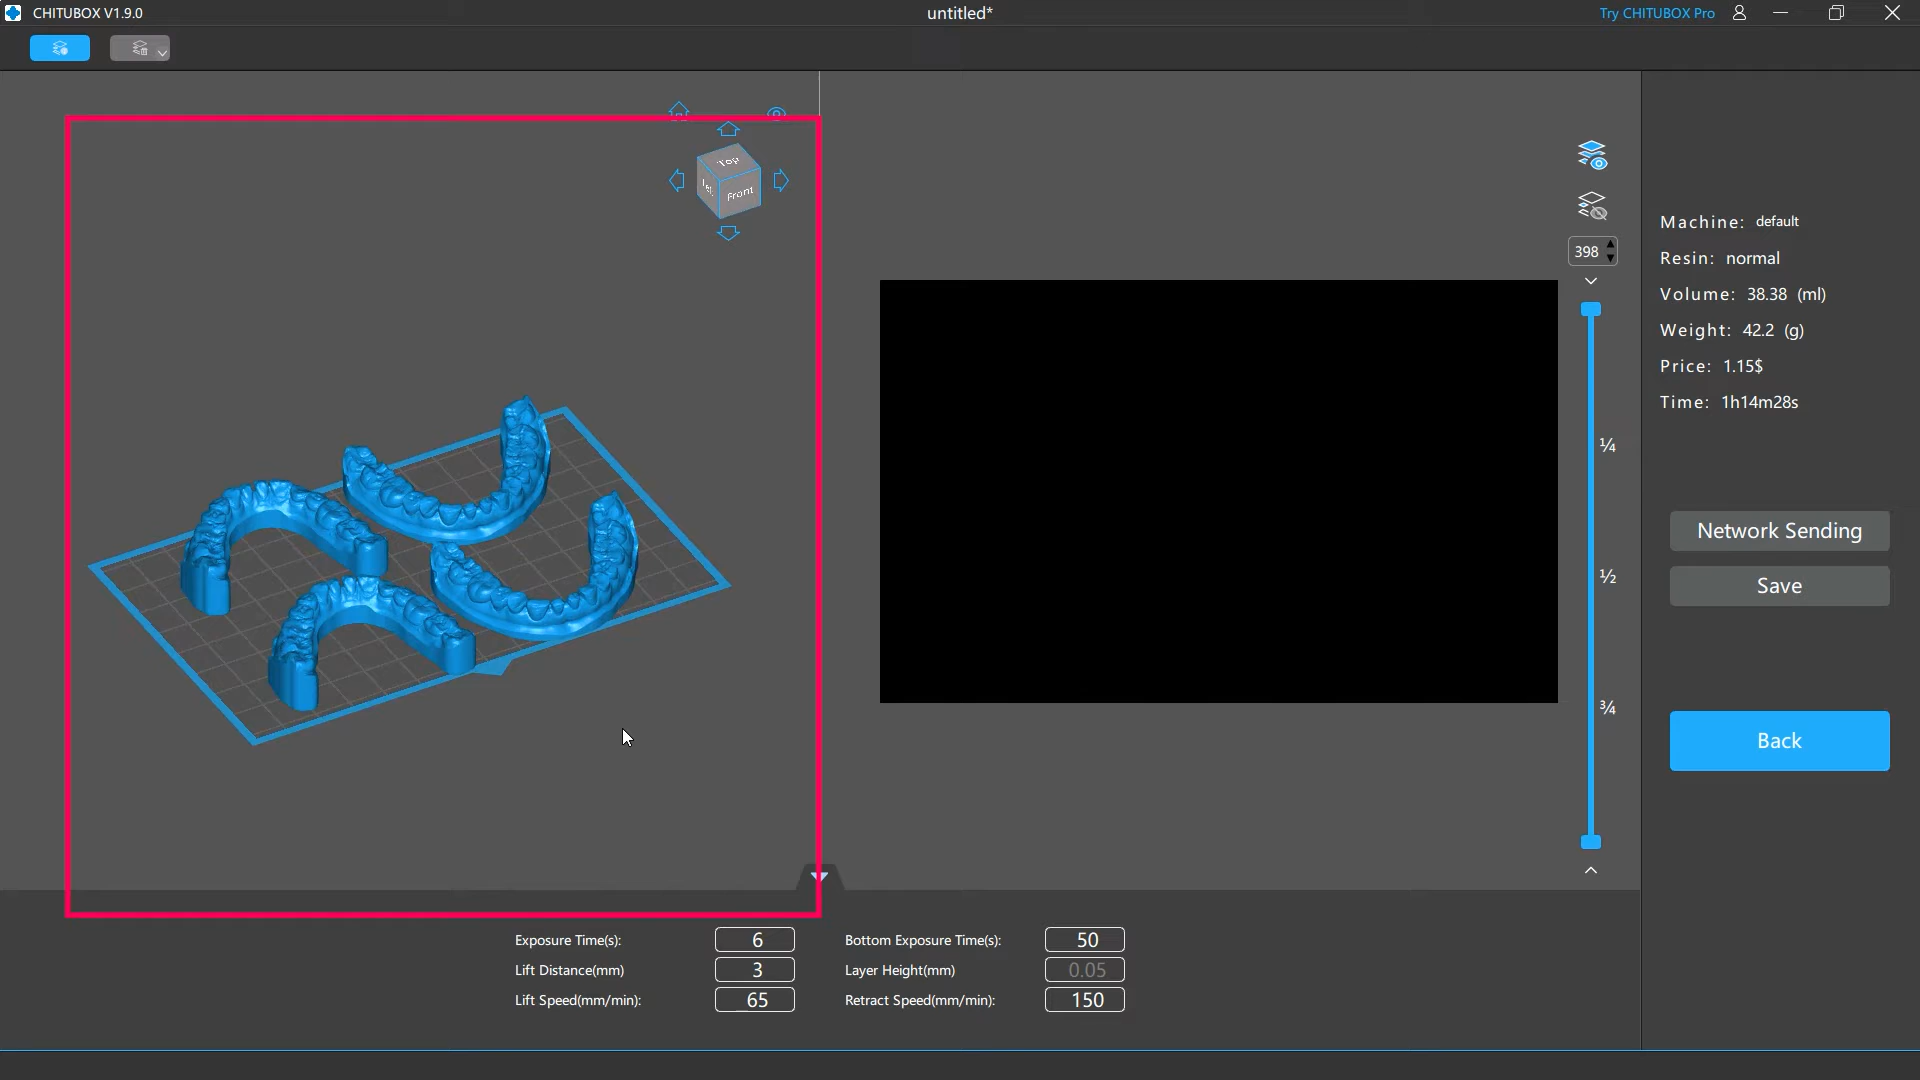 CHITUBOX V1.9.0
untitled*
Try CHITUBOX Pro
Top
Front
398
¼
½
¾
Machine: default
Resin: normal
Volume: 38.38 (ml)
Weight: 42.2 (g)
Price: 1.15$
Time: 1h14m28s
Network Sending
Save
Back
Exposure Time(s): 6
Bottom Exposure Time(s): 50
Lift Distance(mm) 3
Layer Height(mm) 0.05
Lift Speed(mm/min): 65
Retract Speed(mm/min): 150